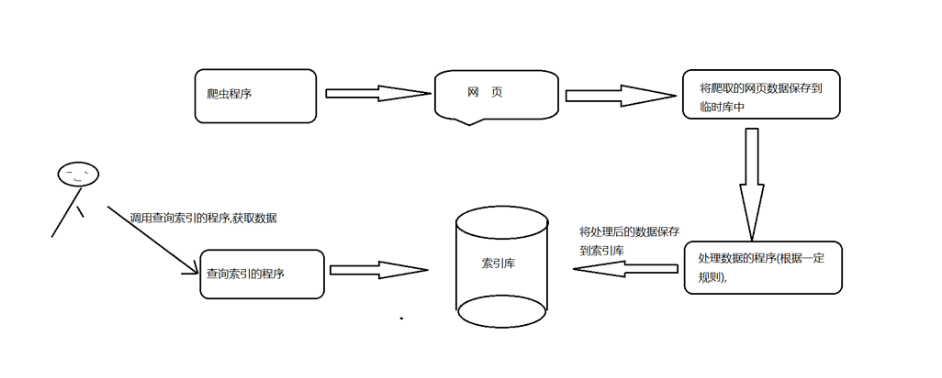 爬虫程序
网 页
将爬取的网页数据保存到
临时库中
调用查询索引的程序,获取数据
查询索引的程序
索引库
将处理后的数据保存
到索引库
处理数据的程序(根据一定
规则),